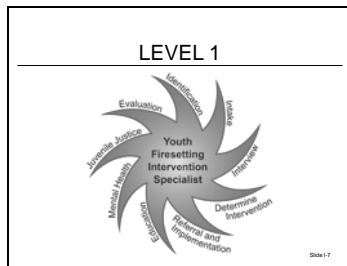 LEVEL 1
Identification
Intake
Interview
Determine
Intervention
Referral and
Implementation
Education
Mental Health
Juvenile Justice
Evaluation
Youth
Firesetting
Intervention
Specialist
Slide I-7